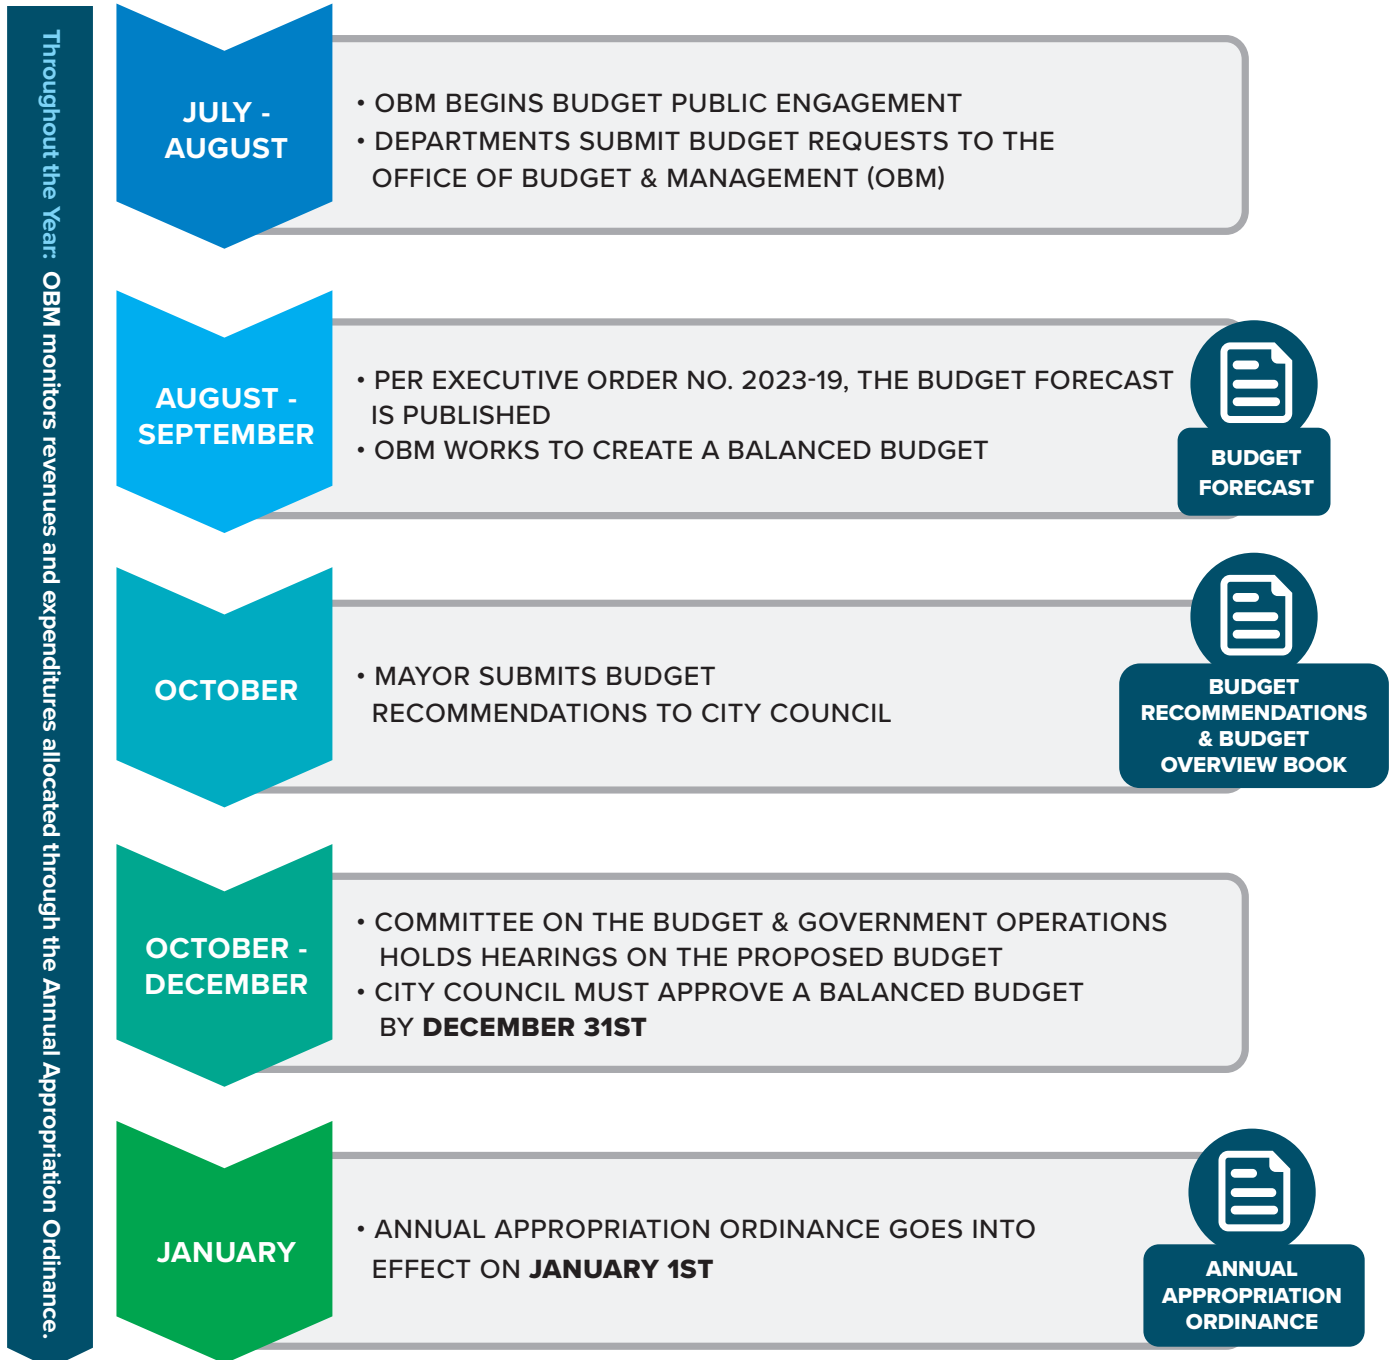 Throughout the Year: OBM monitors revenues and expenditures allocated through the Annual Appropriation Ordinance.
JULY -
AUGUST
• OBM BEGINS BUDGET PUBLIC ENGAGEMENT
• DEPARTMENTS SUBMIT BUDGET REQUESTS TO THE
OFFICE OF BUDGET & MANAGEMENT (OBM)
AUGUST -
SEPTEMBER
• PER EXECUTIVE ORDER NO. 2023-19, THE BUDGET FORECAST
IS PUBLISHED
• OBM WORKS TO CREATE A BALANCED BUDGET
BUDGET
FORECAST
OCTOBER
• MAYOR SUBMITS BUDGET
RECOMMENDATIONS TO CITY COUNCIL
BUDGET
RECOMMENDATIONS
& BUDGET
OVERVIEW BOOK
OCTOBER -
DECEMBER
• COMMITTEE ON THE BUDGET & GOVERNMENT OPERATIONS
HOLDS HEARINGS ON THE PROPOSED BUDGET
• CITY COUNCIL MUST APPROVE A BALANCED BUDGET
BY DECEMBER 31ST
JANUARY
• ANNUAL APPROPRIATION ORDINANCE GOES INTO
EFFECT ON JANUARY 1ST
ANNUAL
APPROPRIATION
ORDINANCE